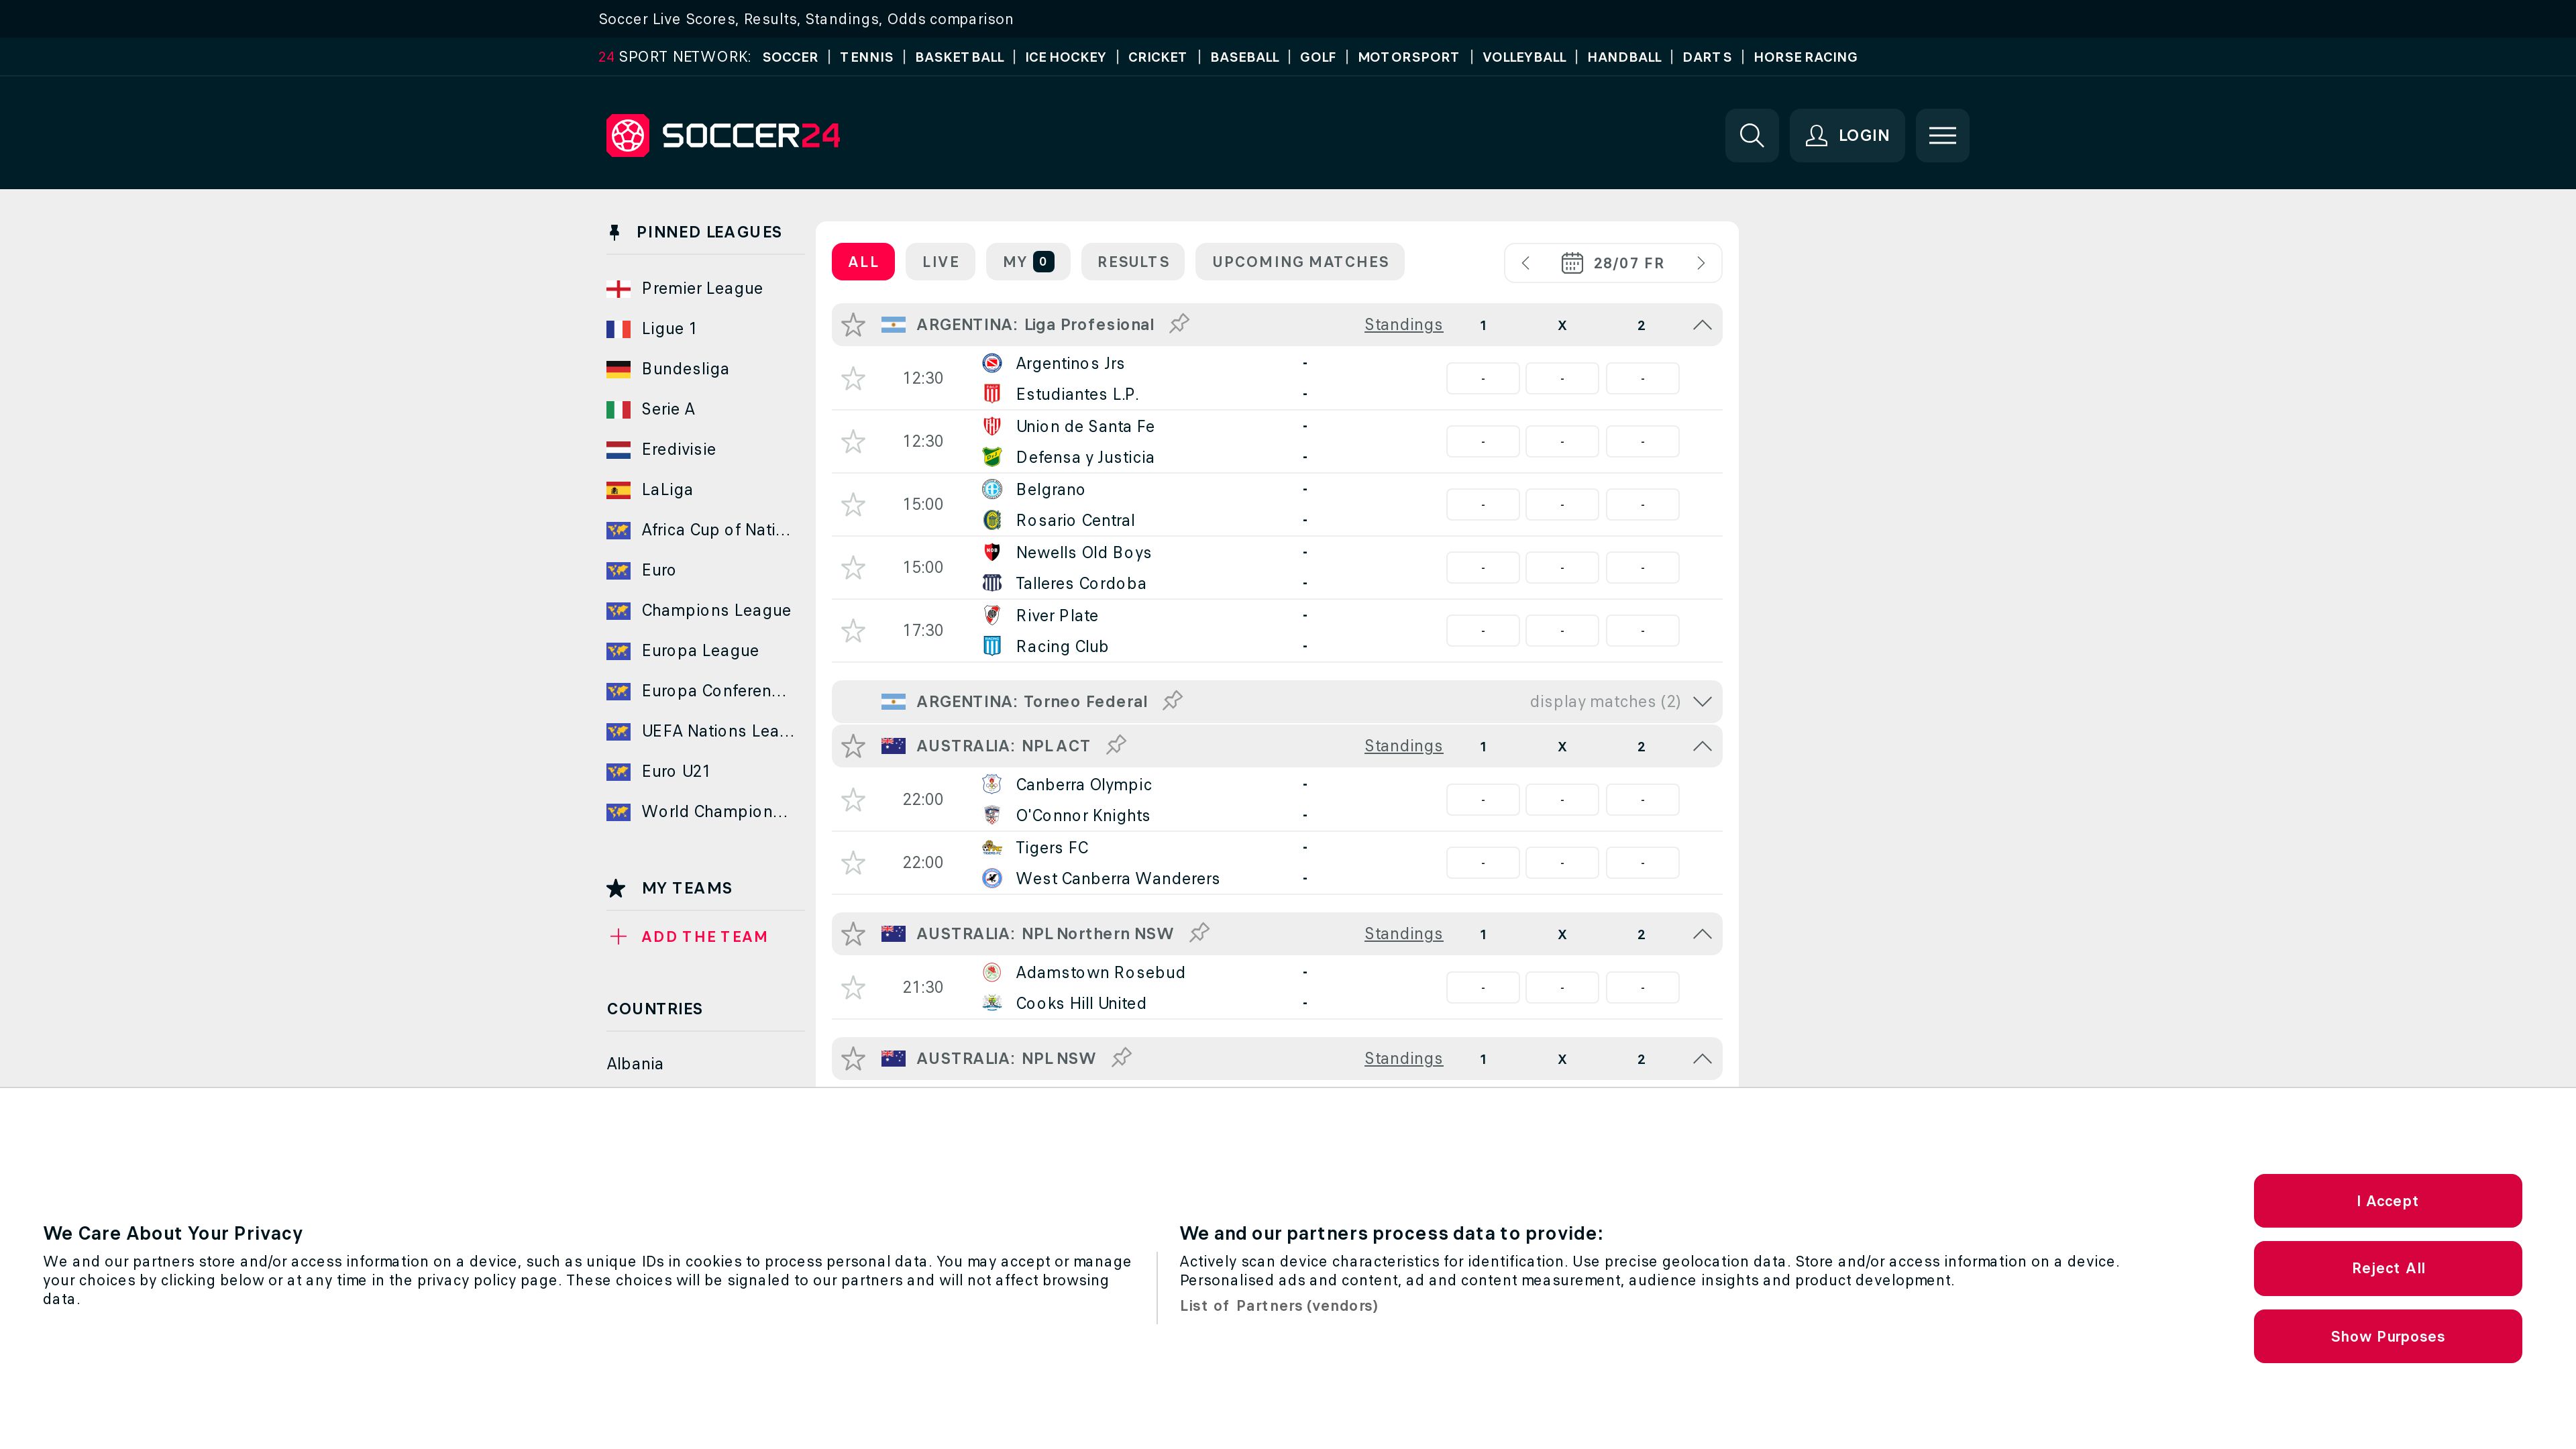 Soccer Live Scores, Results, Standings, Odds comparison
24 SPORT NETWORK: SOCCER | TENNIS | BASKETBALL | ICE HOCKEY | CRICKET | BASEBALL | GOLF | MOTORSPORT | VOLLEYBALL | HANDBALL | DARTS | HORSE RACING
SOCCER24
LOGIN
PINNED LEAGUES
Premier League
Ligue 1
Bundesliga
Serie A
Eredivisie
LaLiga
Africa Cup of Nati...
Euro
Champions League
Europa League
Europa Conferen...
UEFA Nations Lea...
Euro U21
World Champion...
MY TEAMS
ADD THE TEAM
COUNTRIES
Albania
ALL LIVE MY 0 RESULTS UPCOMING MATCHES 28/07 FR
ARGENTINA: Liga Profesional Standings 1 X 2
12:30 Argentinos Jrs - - - -
Estudiantes L.P. -
12:30 Union de Santa Fe - - - -
Defensa y Justicia -
15:00 Belgrano - - - -
Rosario Central -
15:00 Newells Old Boys - - - -
Talleres Cordoba -
17:30 River Plate - - - -
Racing Club -
ARGENTINA: Torneo Federal display matches (2)
AUSTRALIA: NPL ACT Standings 1 X 2
22:00 Canberra Olympic - - - -
O'Connor Knights -
22:00 Tigers FC - - - -
West Canberra Wanderers -
AUSTRALIA: NPL Northern NSW Standings 1 X 2
21:30 Adamstown Rosebud - - - -
Cooks Hill United -
AUSTRALIA: NPL NSW Standings 1 X 2
We Care About Your Privacy
We and our partners store and/or access information on a device, such as unique IDs in cookies to process personal data. You may accept or manage
your choices by clicking below or at any time in the privacy policy page. These choices will be signaled to our partners and will not affect browsing
data.
We and our partners process data to provide:
Actively scan device characteristics for identification. Use precise geolocation data. Store and/or access information on a device.
Personalised ads and content, ad and content measurement, audience insights and product development.
List of Partners (vendors)
I Accept
Reject All
Show Purposes